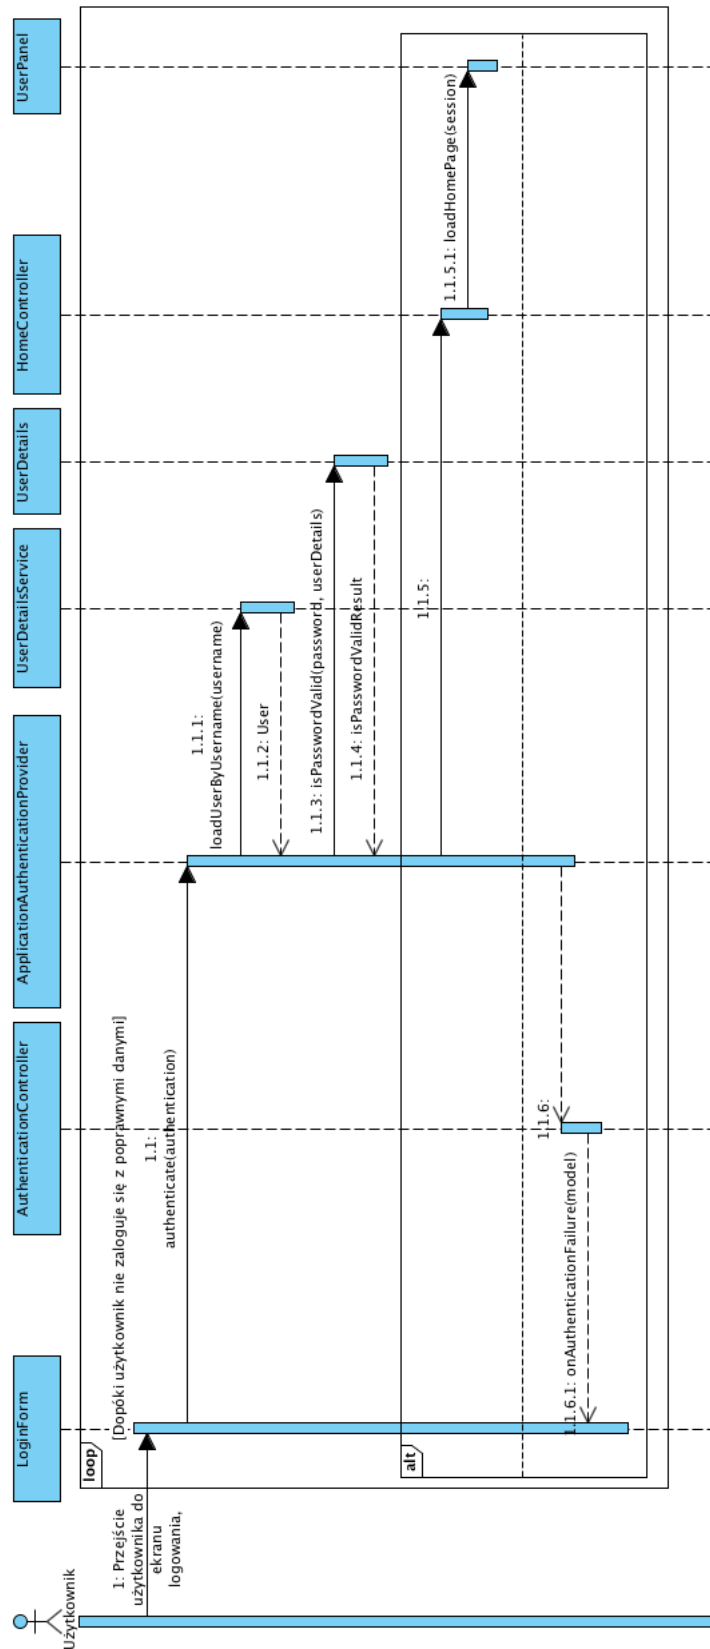 Użytkownik
LoginForm
AuthenticationController
ApplicationAuthenticationProvider
UserDetailsService
UserDetails
HomeController
UserPanel
loop
[Dopóki użytkownik nie zaloguje się z poprawnymi danymi]
1: Przejście
użytkownika do
ekranu
logowania,
1.1:
authenticate(authentication)
1.1.1:
loadUserByUsername(username)
1.1.2: User
1.1.3: isPasswordValid(password, userDetails)
1.1.4: isPasswordValidResult
alt
1.1.5:
1.1.5.1: loadHomePage(session)
1.1.6:
1.1.6.1: onAuthenticationFailure(model)